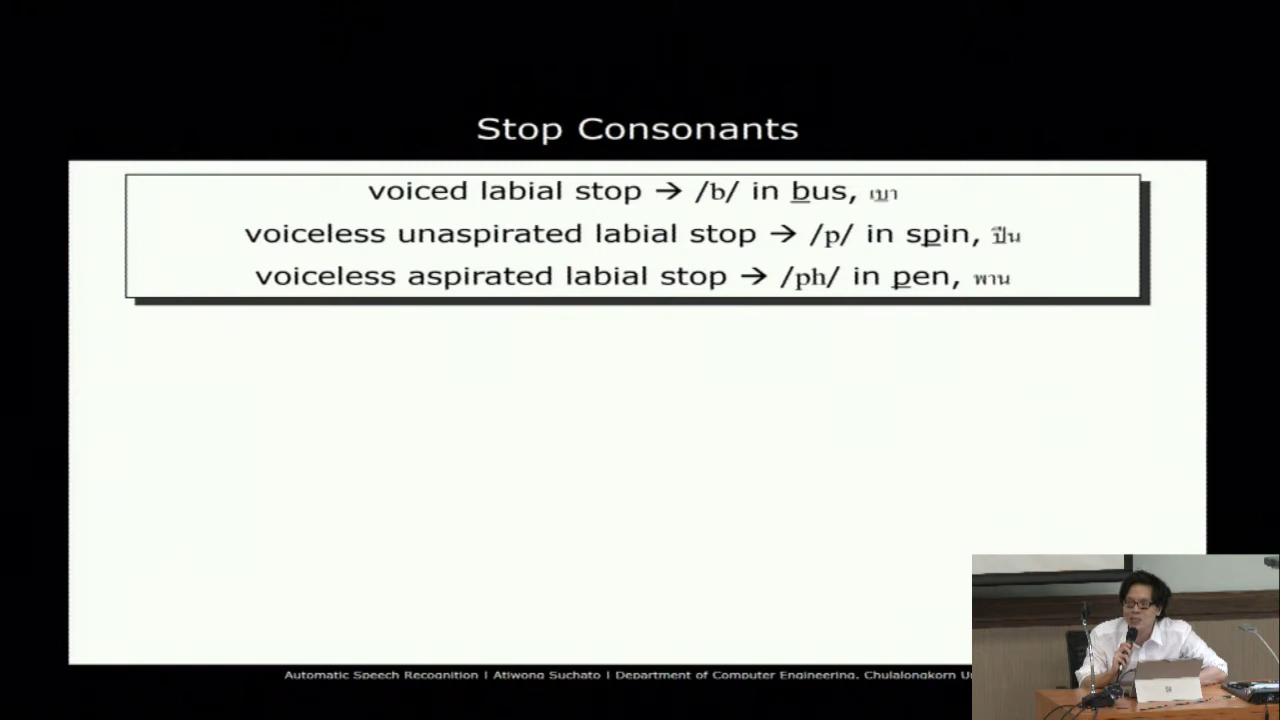 Stop Consonants
voiced labial stop → /b/ in bus, เบา
voiceless unaspirated labial stop → /p/ in spin, ปืน
voiceless aspirated labial stop → /ph/ in pen, พาน
Automatic Speech Recognition | Atiwong Suchato | Department of Computer Engineering, Chulalongkorn